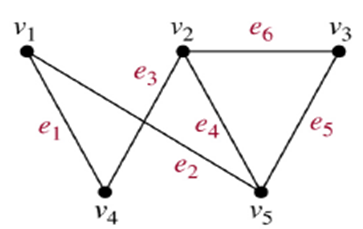 v₁ v₂ e₆ v₃
e₃
e₁ e₄ e₅
e₂
v₄ v₅